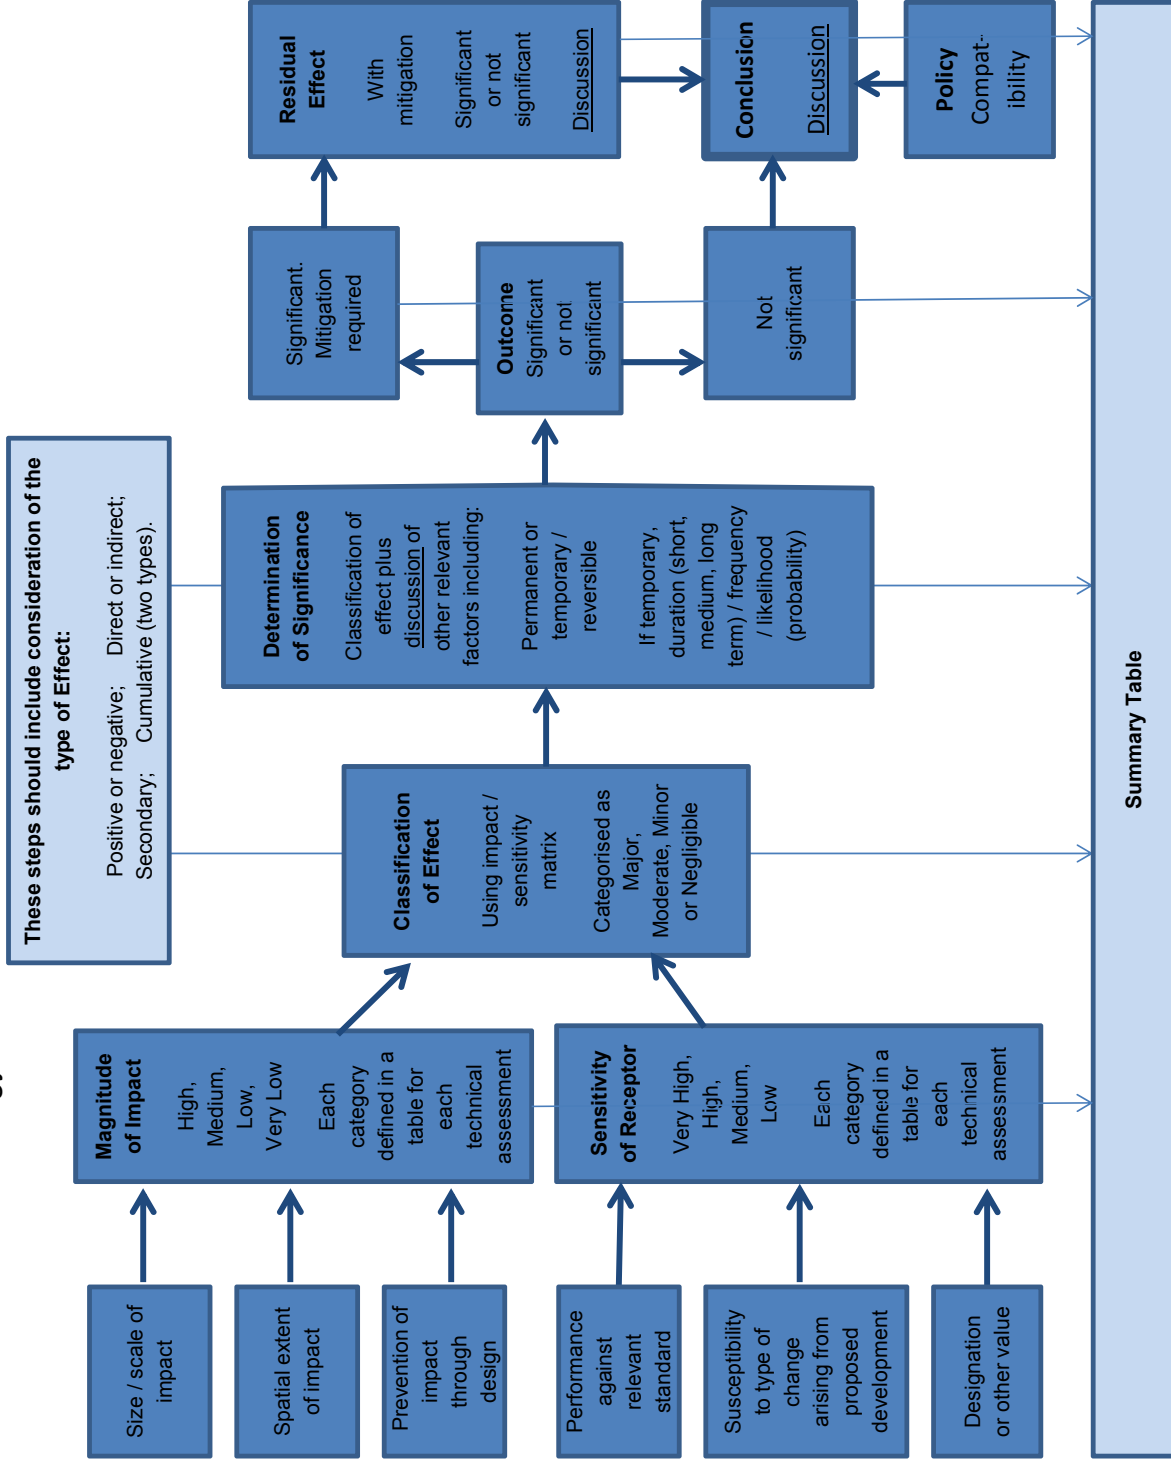 These steps should include consideration of the
type of Effect:
Positive or negative; Direct or indirect;
Secondary; Cumulative (two types).
Size / scale of
impact
Spatial extent
of impact
Prevention of
impact
through
design
Performance
against
relevant
standard
Susceptibility
to type of
change
arising from
proposed
development
Designation
or other value
Magnitude
of Impact
High,
Medium,
Low,
Very Low
Each
category
defined in a
table for
each
technical
assessment
Sensitivity
of Receptor
Very High,
High,
Medium,
Low
Each
category
defined in a
table for
each
technical
assessment
Classification
of Effect
Using impact /
sensitivity
matrix
Categorised as
Major,
Moderate, Minor
or Negligible
Determination
of Significance
Classification of
effect plus
discussion of
other relevant
factors including:
Permanent or
temporary /
reversible
If temporary,
duration (short,
medium, long
term) / frequency
/ likelihood
(probability)
Significant.
Mitigation
required
Outcome
Significant
or not
significant
Not
significant
Residual
Effect
With
mitigation
Significant
or not
significant
Discussion
Conclusion
Discussion
Policy
Compat-
ibility
Summary Table